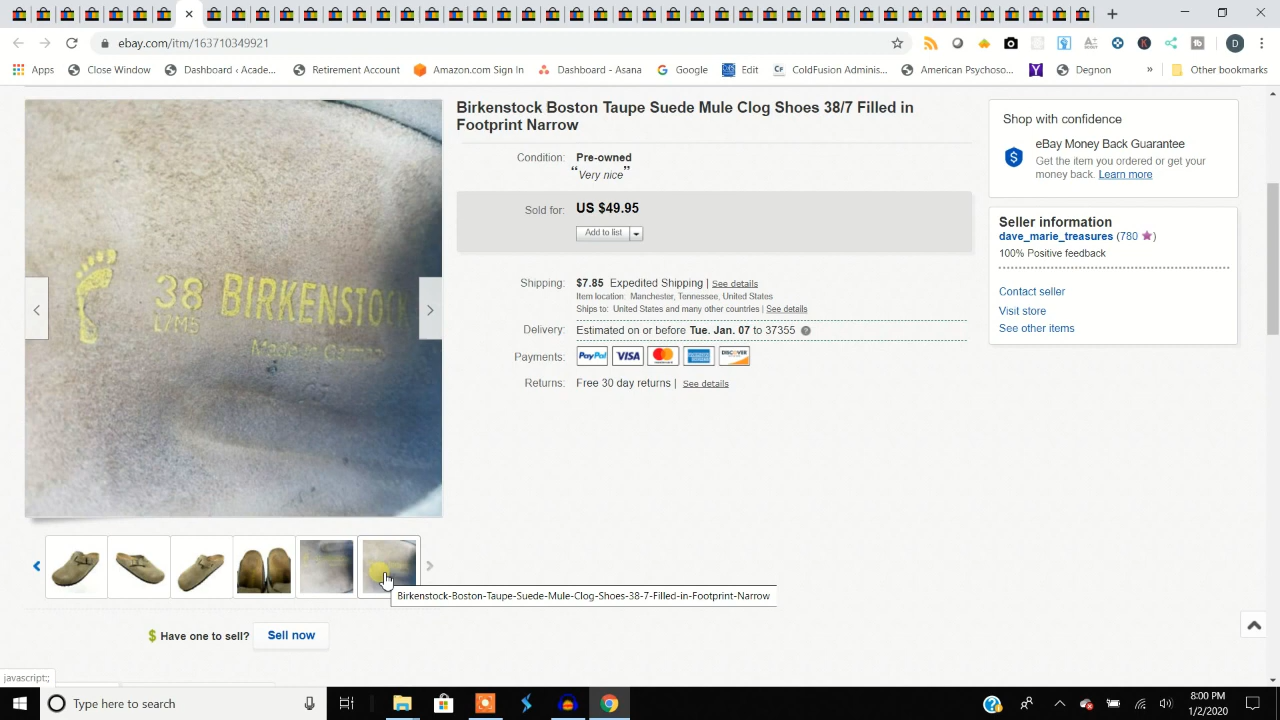 ebay.com/itm/163710349921
Apps
Close Window
Dashboard ‹ Acade...
Retirement Account
Amazon.com Sign In
Dashboard - Asana
Google
Edit
ColdFusion Adminis...
American Psychoso...
Degnon
»
Other bookmarks
38 BIRKENSTOCK
L7M5
Made
Birkenstock Boston Taupe Suede Mule Clog Shoes 38/7 Filled in
Footprint Narrow
Condition: Pre-owned
“Very nice”
Sold for: US $49.95
Add to list
Shipping: $7.85 Expedited Shipping | See details
Item location: Manchester, Tennessee, United States
Ships to: United States and many other countries | See details
Delivery: Estimated on or before Tue. Jan. 07 to 37355
Payments: PayPal VISA MasterCard AMERICAN EXPRESS DISCOVER
Returns: Free 30 day returns | See details
Shop with confidence
eBay Money Back Guarantee
Get the item you ordered or get your
money back. Learn more
Seller information
dave_marie_treasures (780 ★)
100% Positive feedback
Contact seller
Visit store
See other items
Birkenstock-Boston-Taupe-Suede-Mule-Clog-Shoes-38-7-Filled-in-Footprint-Narrow
$ Have one to sell? Sell now
javascript:;
Type here to search
8:00 PM
1/2/2020